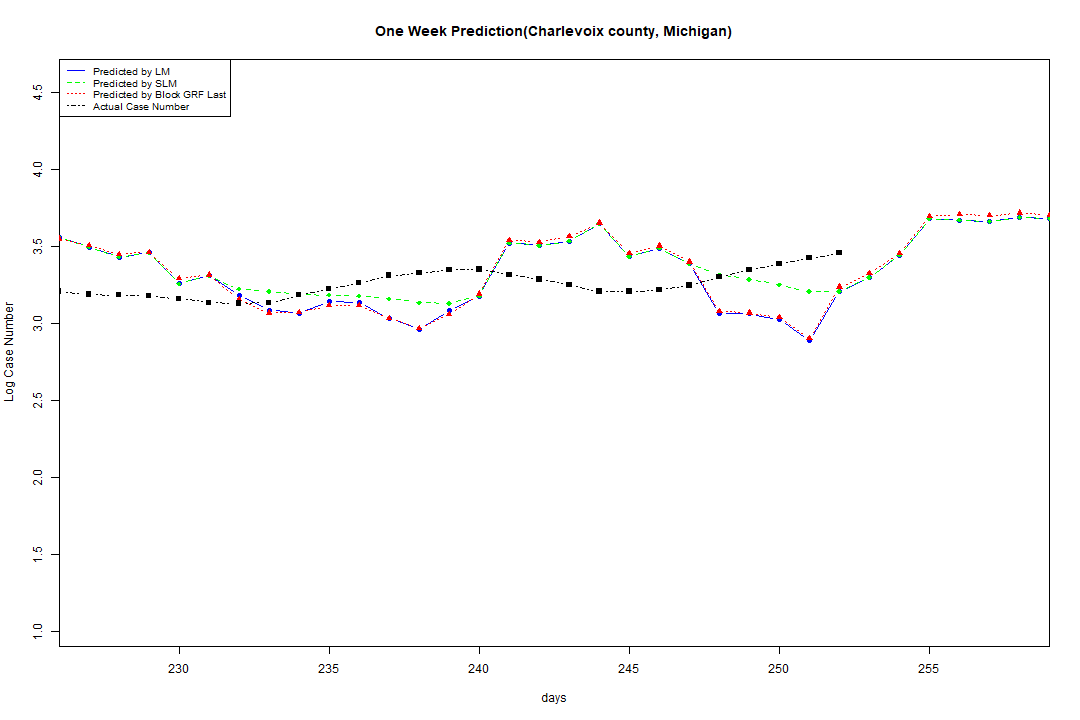 One Week Prediction(Charlevoix county, Michigan)
Predicted by LM
Predicted by SLM
Predicted by Block GRF Last
Actual Case Number
4.5
4.0
3.5
3.0
2.5
2.0
1.5
1.0
Log Case Number
230 235 240 245 250 255
days